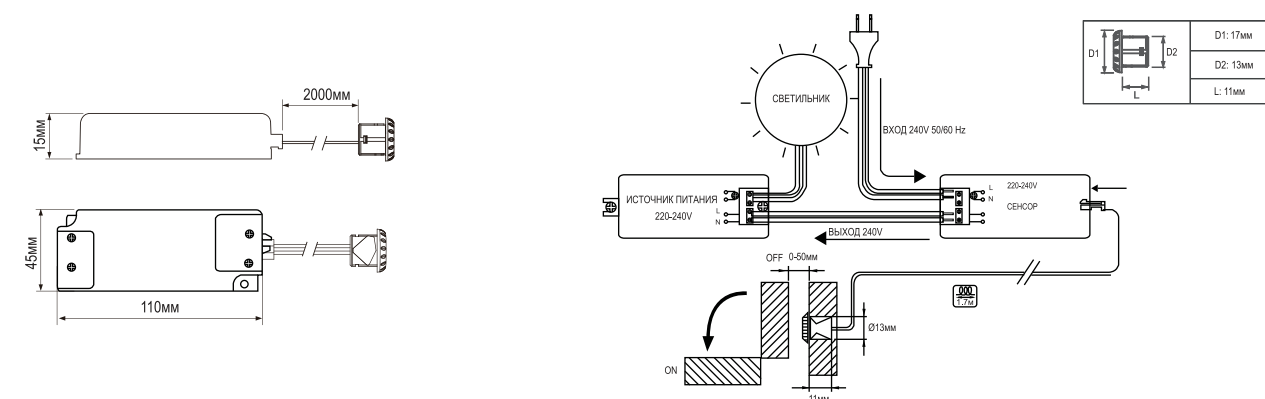 2000мм
15мм
45мм
110мм
СВЕТИЛЬНИК
ВХОД 240V 50/60 Hz
ИСТОЧНИК ПИТАНИЯ
220-240V
L
N
L
N
220-240V
СЕНСОР
ВЫХОД 240V
OFF 0-50мм
ON
Ø13мм
11мм
1.7м
D1
D2
L
D1: 17мм
D2: 13мм
L: 11мм